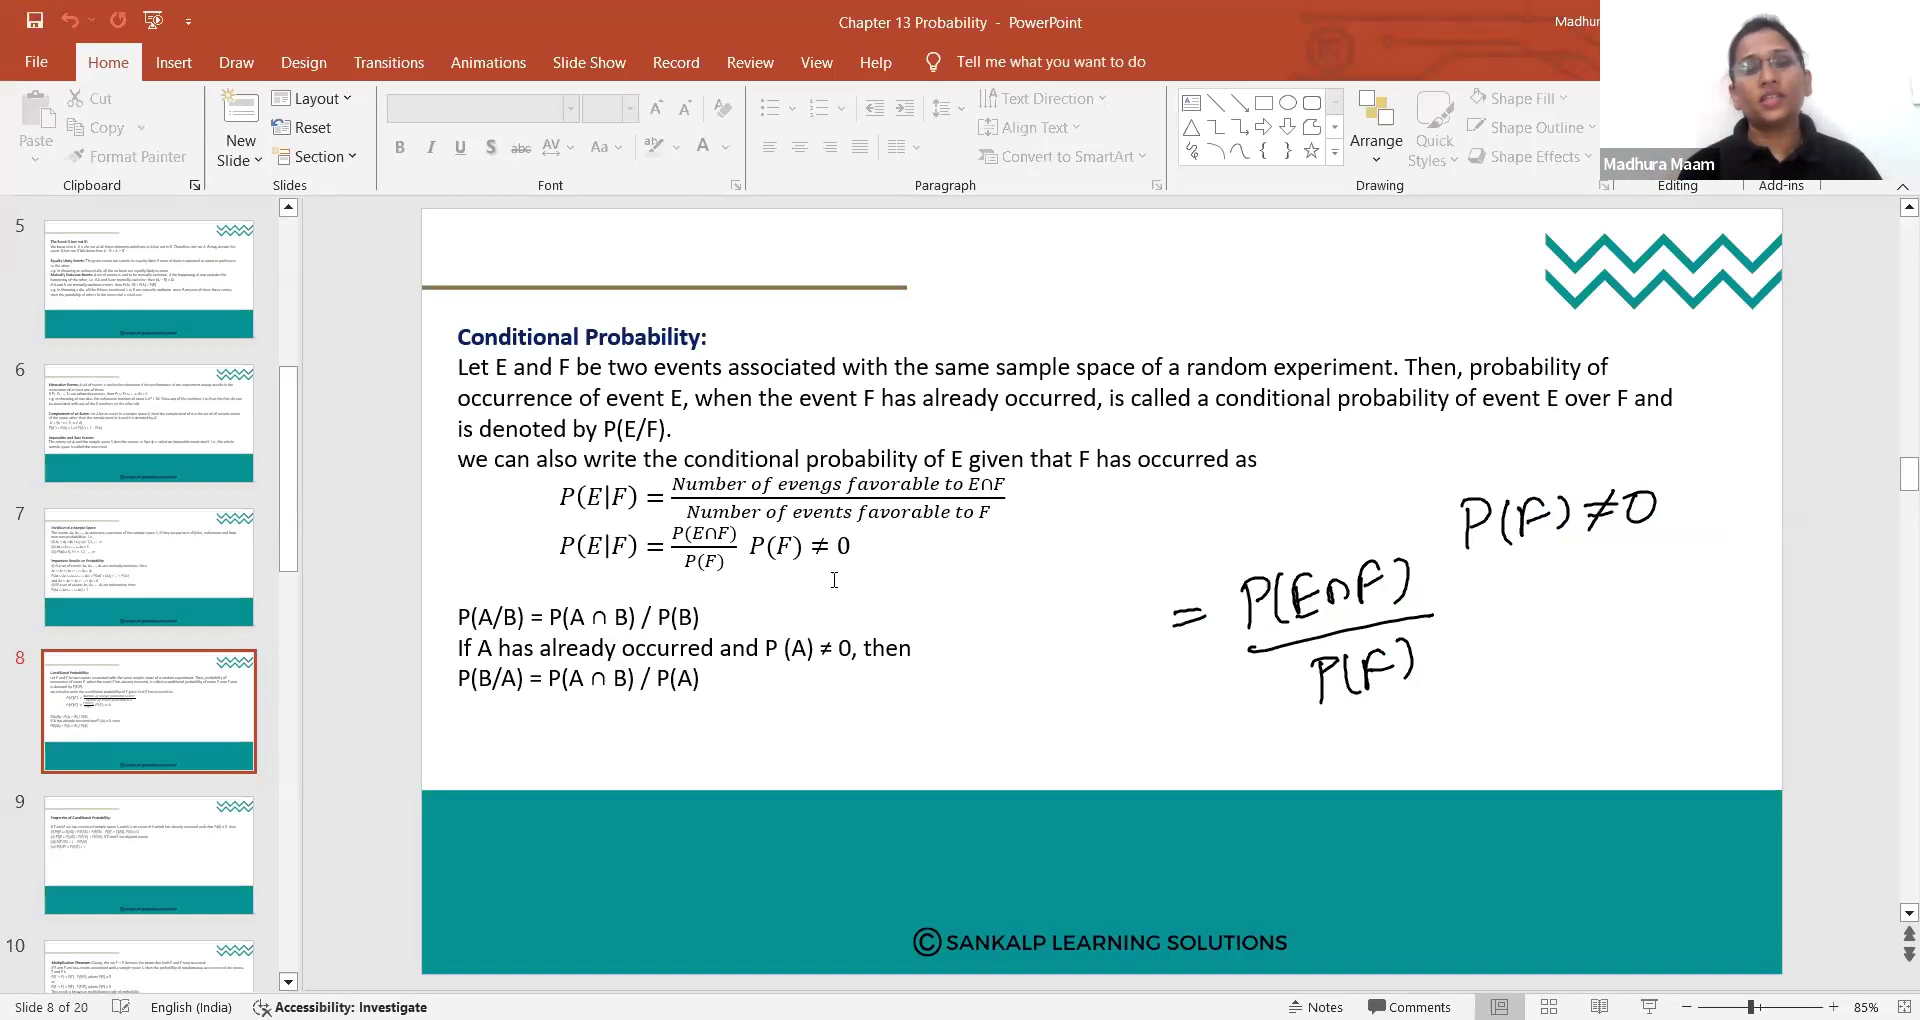 Chapter 13 Probability - PowerPoint
Madhur
File Home Insert Draw Design Transitions Animations Slide Show Record Review View Help Tell me what you want to do
Paste
Cut
Copy
Format Painter
Clipboard
New Slide
Layout
Reset
Section
Slides
Font
Text Direction
Align Text
Convert to SmartArt
Paragraph
Arrange
Quick Styles
Shape Fill
Shape Outline
Shape Effects
Drawing
Editing
Add-ins
Madhura Maam
5
6
7
8
9
10
Conditional Probability:
Let E and F be two events associated with the same sample space of a random experiment. Then, probability of
occurrence of event E, when the event F has already occurred, is called a conditional probability of event E over F and
is denoted by P(E/F).
we can also write the conditional probability of E given that F has occurred as
P(E|F) = Number of evengs favorable to E∩F / Number of events favorable to F
P(E|F) = P(E∩F) / P(F) P(F) ≠ 0
P(A/B) = P(A ∩ B) / P(B)
If A has already occurred and P (A) ≠ 0, then
P(B/A) = P(A ∩ B) / P(A)
P(F) ≠ 0
= P(E∩F) / P(F)
© SANKALP LEARNING SOLUTIONS
Slide 8 of 20 English (India) Accessibility: Investigate Notes Comments 85%